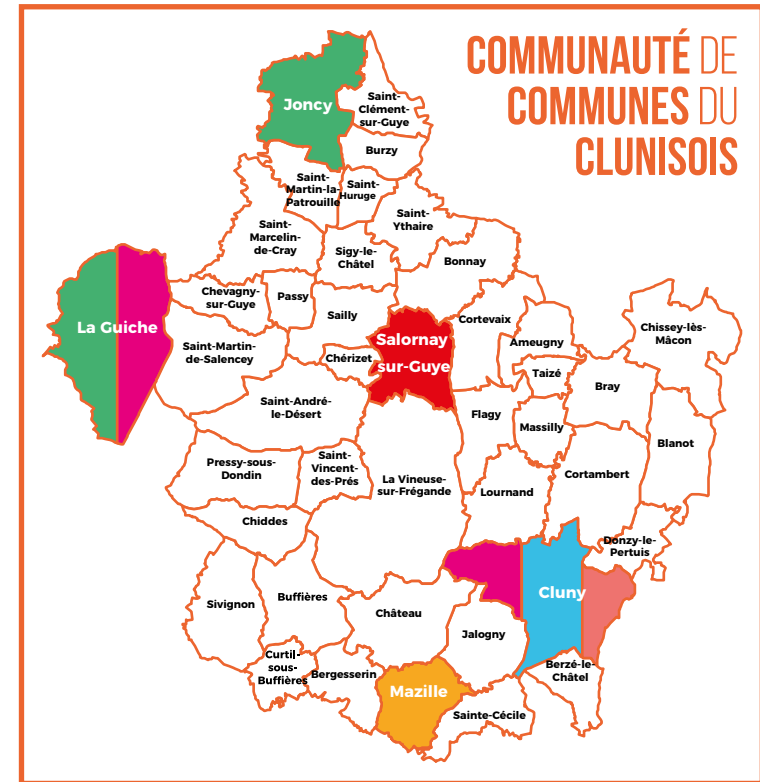 COMMUNAUTÉ DE
COMMUNES DU
CLUNISOIS
Joncy
Saint-
Clément-
sur-Guye
Burzy
Saint-
Martin-la-
Patrouille
Saint-
Huruge
Saint-
Ythaire
Saint-
Marcelin-
de-Cray
Sigy-le-
Châtel
Bonnay
Chevagny-
sur-Guye
Passy
Sailly
Cortevaix
La Guiche
Saint-Martin-
de-Salencey
Chérizet
Salornay
sur-Guye
Ameugny
Chissey-lès-
Mâcon
Taizé
Bray
Saint-André-
le-Désert
Flagy
Massilly
Blanot
Pressy-sous-
Dondin
Saint-
Vincent-
des-Prés
La Vineuse-
sur-Frégande
Lournand
Cortambert
Chiddes
Donzy-le-
Pertuis
Cluny
Sivignon
Buffières
Château
Jalogny
Curtil-
sous-
Buffières
Bergesserin
Mazille
Berzé-le-
Châtel
Sainte-Cécile